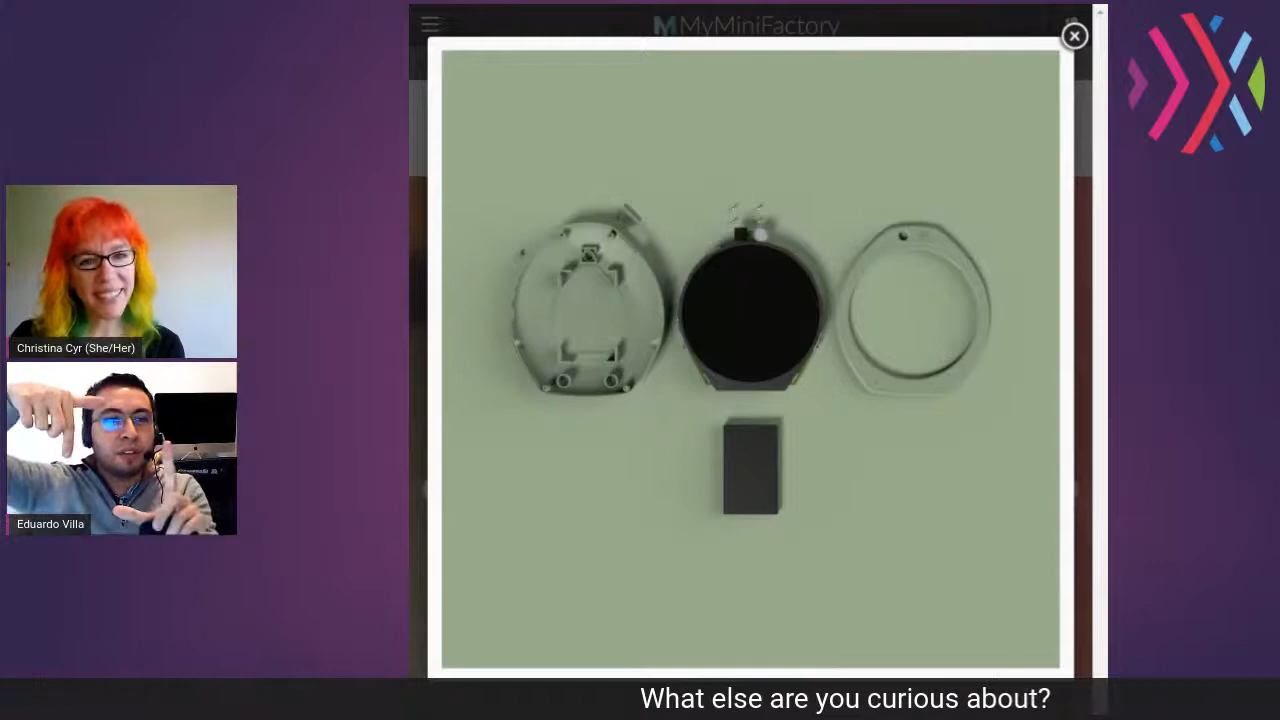 MyMiniFactory
Christina Cyr (She/Her)
Eduardo Villa
What else are you curious about?